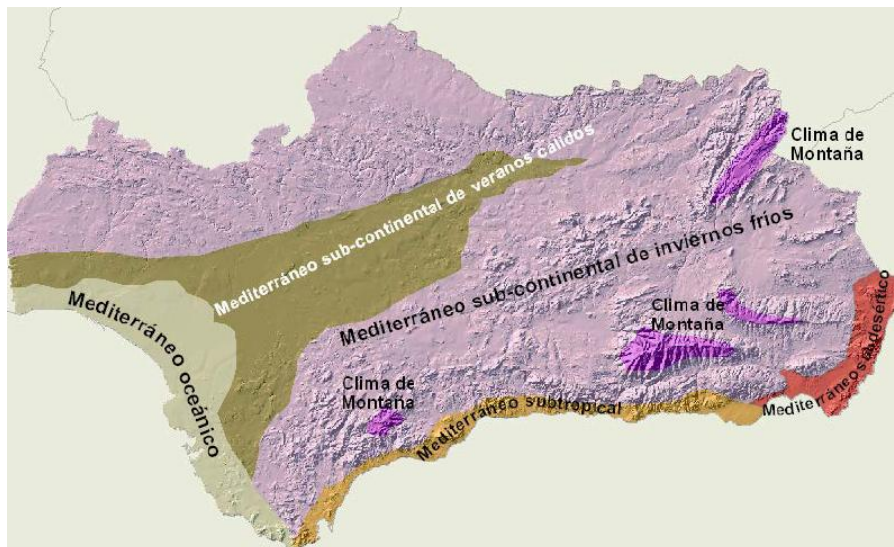 Clima de
Montaña
Mediterráneo sub-continental de veranos cálidos
Mediterráneo sub-continental de inviernos fríos
Mediterráneo oceánico
Clima de
Montaña
Clima de
Montaña
Mediterráneo subtropical
Mediterráneo subdesértico